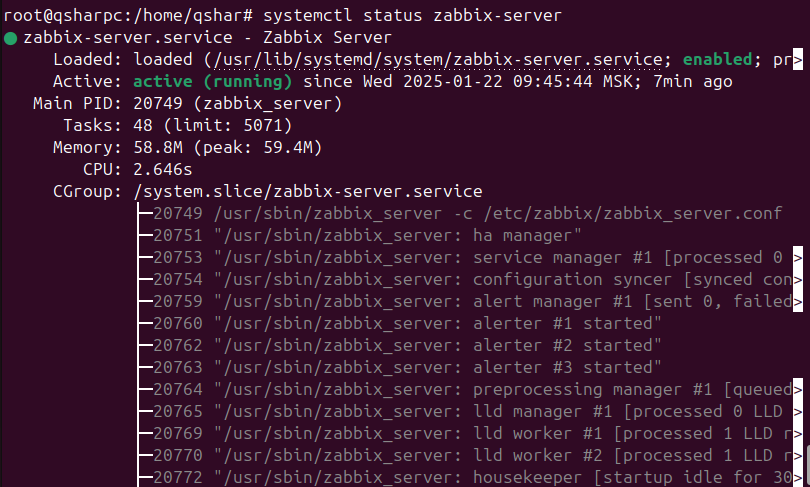 root@qsharpc:/home/qshar# systemctl status zabbix-server
● zabbix-server.service - Zabbix Server
     Loaded: loaded (/usr/lib/systemd/system/zabbix-server.service; enabled; pr>
     Active: active (running) since Wed 2025-01-22 09:45:44 MSK; 7min ago
   Main PID: 20749 (zabbix_server)
      Tasks: 48 (limit: 5071)
     Memory: 58.8M (peak: 59.4M)
        CPU: 2.646s
     CGroup: /system.slice/zabbix-server.service
             ├─20749 /usr/sbin/zabbix_server -c /etc/zabbix/zabbix_server.conf
             ├─20751 "/usr/sbin/zabbix_server: ha manager"
             ├─20753 "/usr/sbin/zabbix_server: service manager #1 [processed 0 >
             ├─20754 "/usr/sbin/zabbix_server: configuration syncer [synced con>
             ├─20759 "/usr/sbin/zabbix_server: alert manager #1 [sent 0, failed>
             ├─20760 "/usr/sbin/zabbix_server: alerter #1 started"
             ├─20762 "/usr/sbin/zabbix_server: alerter #2 started"
             ├─20763 "/usr/sbin/zabbix_server: alerter #3 started"
             ├─20764 "/usr/sbin/zabbix_server: preprocessing manager #1 [queued>
             ├─20765 "/usr/sbin/zabbix_server: lld manager #1 [processed 0 LLD >
             ├─20769 "/usr/sbin/zabbix_server: lld worker #1 [processed 1 LLD r>
             ├─20770 "/usr/sbin/zabbix_server: lld worker #2 [processed 1 LLD r>
             ├─20772 "/usr/sbin/zabbix_server: housekeeper [startup idle for 30>